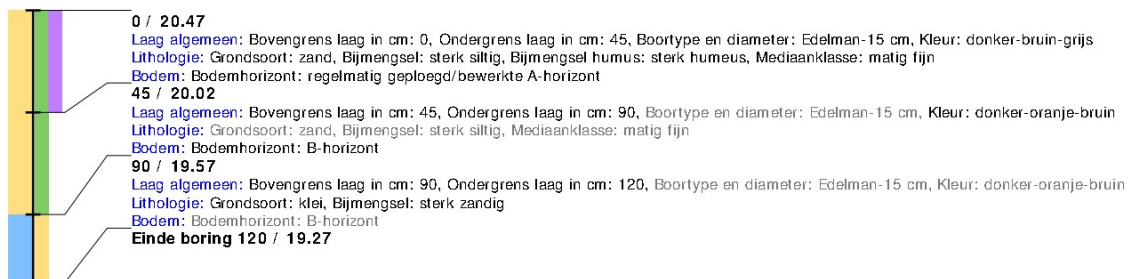 0 / 20.47
Laag algemeen: Bovengrens laag in cm: 0, Ondergrens laag in cm: 45, Boortype en diameter: Edelman-15 cm, Kleur: donker-bruin-grijs
Lithologie: Grondsoort: zand, Bijmengsel: sterk siltig, Bijmengsel humus: sterk humeus, Mediaanklasse: matig fijn
Bodem: Bodemhorizont: regelmatig geploegd/bewerkte A-horizont
45 / 20.02
Laag algemeen: Bovengrens laag in cm: 45, Ondergrens laag in cm: 90, Boortype en diameter: Edelman-15 cm, Kleur: donker-oranje-bruin
Lithologie: Grondsoort: zand, Bijmengsel: sterk siltig, Mediaanklasse: matig fijn
Bodem: Bodemhorizont: B-horizont
90 / 19.57
Laag algemeen: Bovengrens laag in cm: 90, Ondergrens laag in cm: 120, Boortype en diameter: Edelman-15 cm, Kleur: donker-oranje-bruin
Lithologie: Grondsoort: klei, Bijmengsel: sterk zandig
Bodem: Bodemhorizont: B-horizont
Einde boring 120 / 19.27